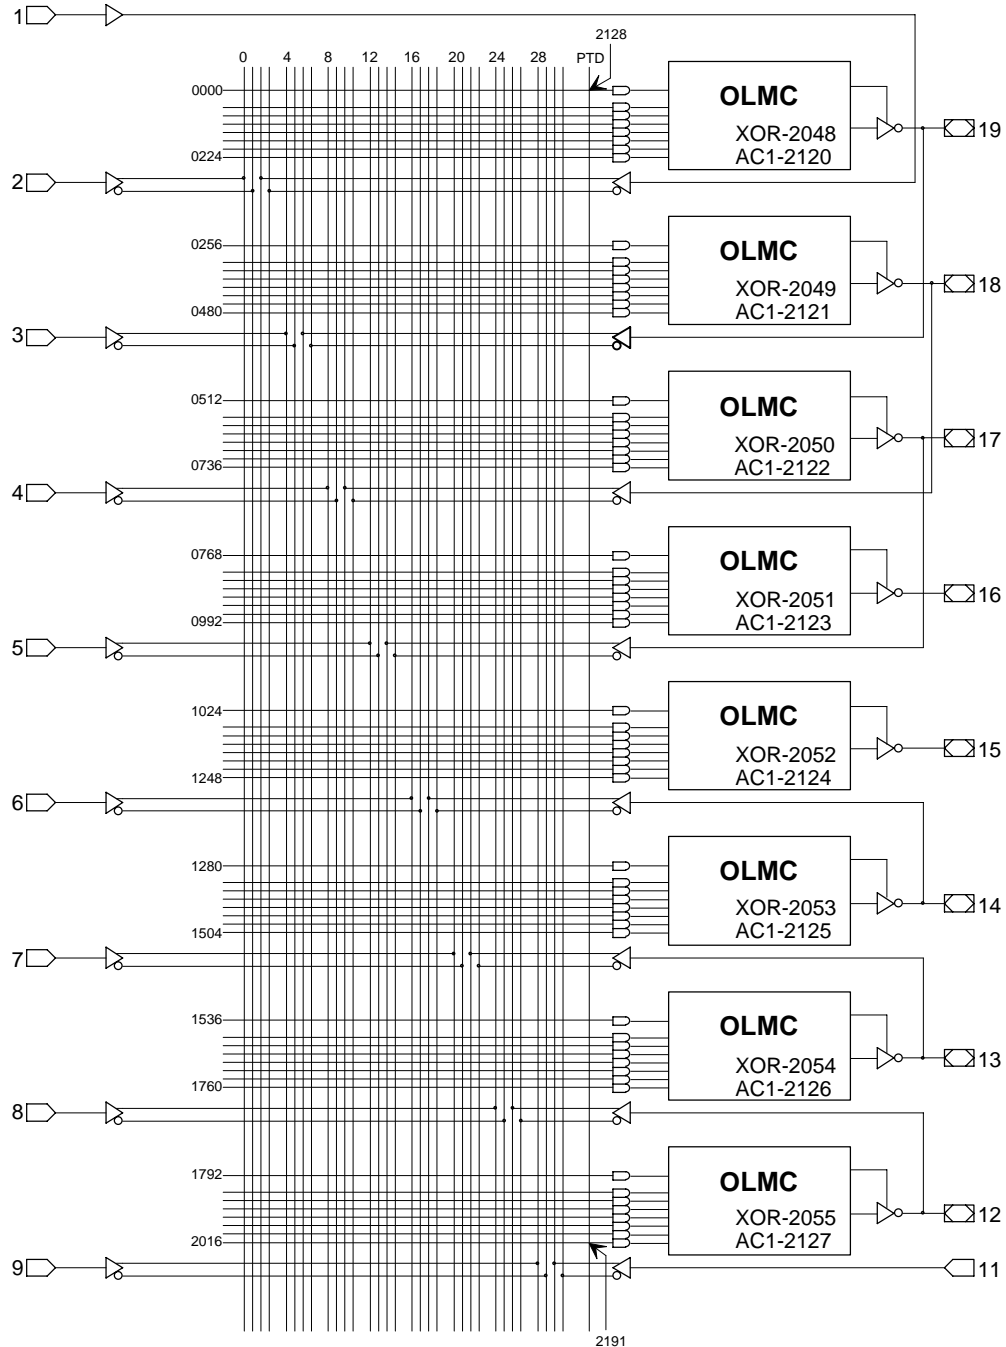 1
2128
0 4 8 12 16 20 24 28 PTD
0000
OLMC
XOR-2048
19
AC1-2120
0224
2
0256
OLMC
XOR-2049
18
AC1-2121
0480
3
0512
OLMC
XOR-2050
17
AC1-2122
0736
4
0768
OLMC
XOR-2051
16
AC1-2123
0992
5
1024
OLMC
XOR-2052
15
AC1-2124
1248
6
1280
OLMC
XOR-2053
14
AC1-2125
1504
7
1536
OLMC
XOR-2054
13
AC1-2126
1760
8
1792
OLMC
XOR-2055
12
AC1-2127
2016
9
11
2191